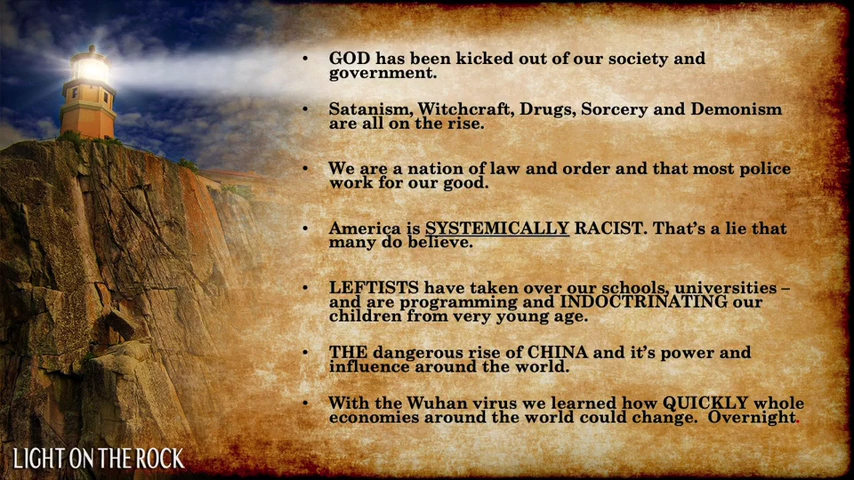 • GOD has been kicked out of our society and
government.
• Satanism, Witchcraft, Drugs, Sorcery and Demonism
are all on the rise.
• We are a nation of law and order and that most police
work for our good.
• America is SYSTEMICALLY RACIST. That's a lie that
many do believe.
• LEFTISTS have taken over our schools, universities –
and are programming and INDOCTRINATING our
children from very young age.
• THE dangerous rise of CHINA and it's power and
influence around the world.
• With the Wuhan virus we learned how QUICKLY whole
economies around the world could change.  Overnight.
LIGHT ON THE ROCK